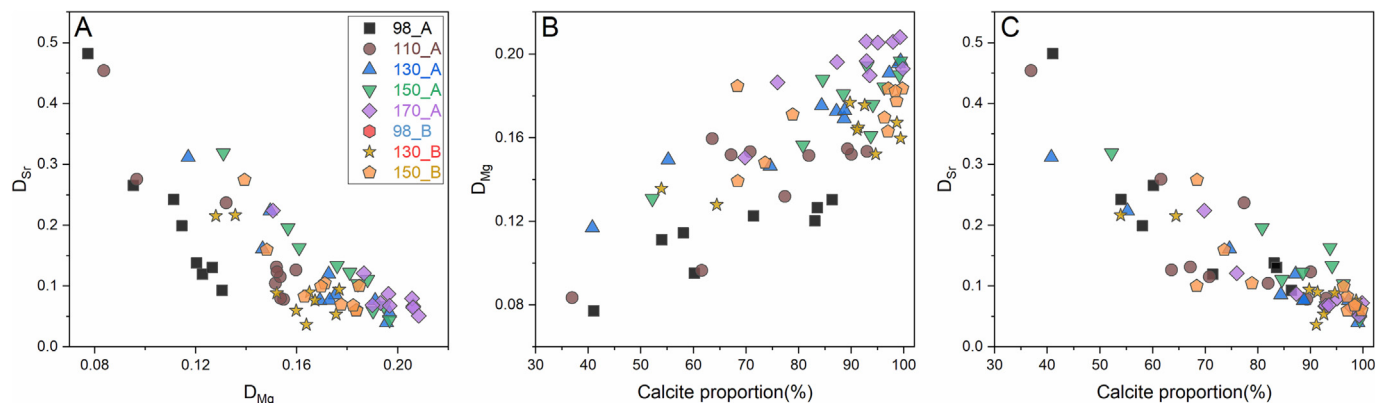 A
98_A
110_A
130_A
150_A
170_A
98_B
130_B
150_B
0.5
0.4
0.3
0.2
0.1
0.0
D_Sr
0.08
0.12
0.16
0.20
D_Mg
B
0.20
0.16
0.12
0.08
D_Mg
30
40
50
60
70
80
90
100
Calcite proportion(%)
C
0.5
0.4
0.3
0.2
0.1
0.0
D_Sr
30
40
50
60
70
80
90
100
Calcite proportion(%)